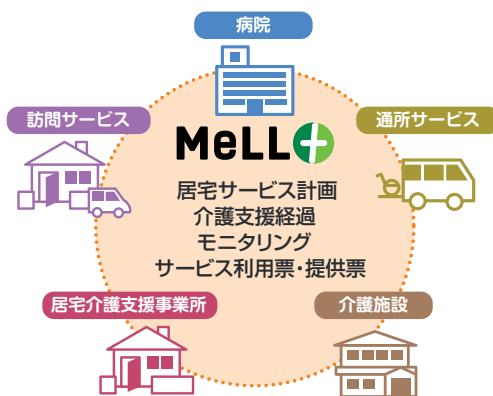 病院
訪問サービス
通所サービス
MeLL+
居宅サービス計画
介護支援経過
モニタリング
サービス利用票・提供票
居宅介護支援事業所
介護施設